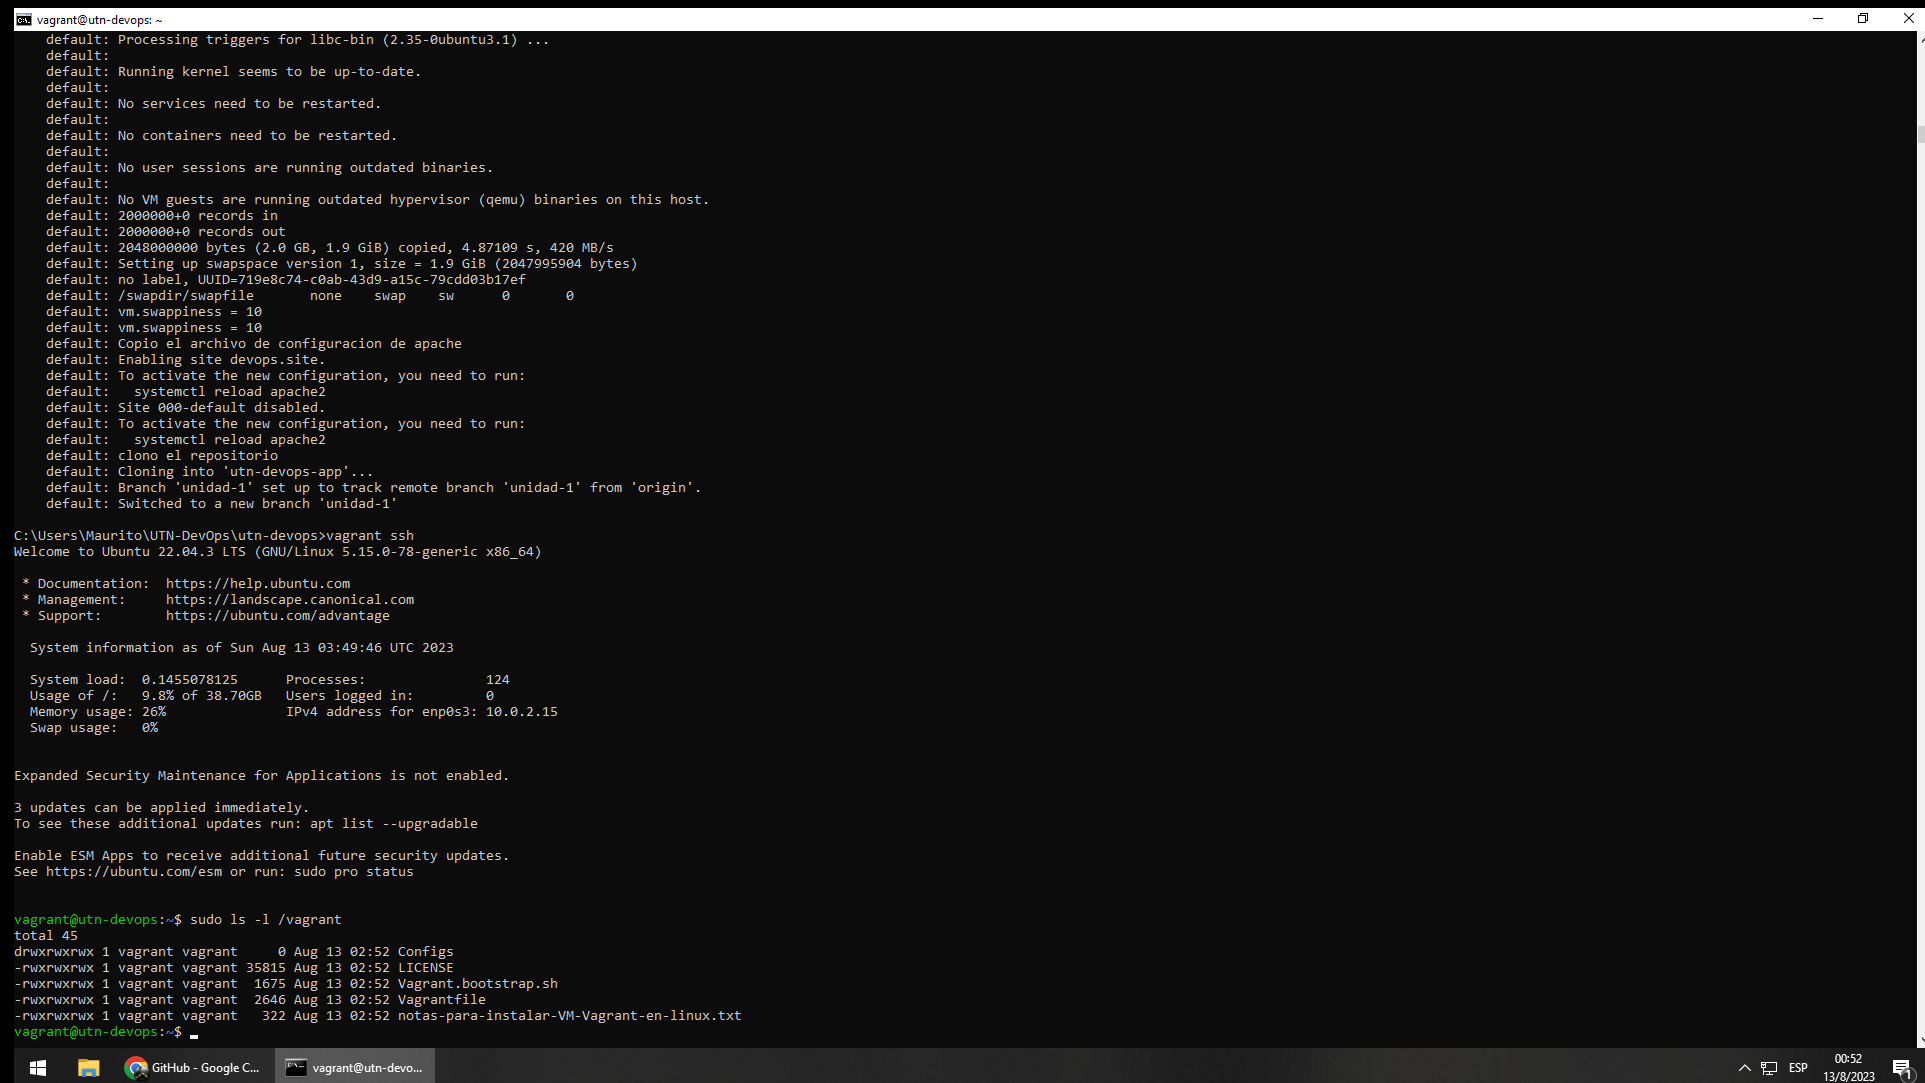 vagrant@utn-devops: ~
default: Processing triggers for libc-bin (2.35-0ubuntu3.1) ...
default:
default: Running kernel seems to be up-to-date.
default:
default: No services need to be restarted.
default:
default: No containers need to be restarted.
default:
default: No user sessions are running outdated binaries.
default:
default: No VM guests are running outdated hypervisor (qemu) binaries on this host.
default: 2000000+0 records in
default: 2000000+0 records out
default: 2048000000 bytes (2.0 GB, 1.9 GiB) copied, 4.87109 s, 420 MB/s
default: Setting up swapspace version 1, size = 1.9 GiB (2047995904 bytes)
default: no label, UUID=719e8c74-c0ab-43d9-a15c-79cdd03b17ef
default: /swapdir/swapfile       none    swap    sw      0       0
default: vm.swappiness = 10
default: vm.swappiness = 10
default: Copio el archivo de configuracion de apache
default: Enabling site devops.site.
default: To activate the new configuration, you need to run:
default:   systemctl reload apache2
default: Site 000-default disabled.
default: To activate the new configuration, you need to run:
default:   systemctl reload apache2
default: clono el repositorio
default: Cloning into 'utn-devops-app'...
default: Branch 'unidad-1' set up to track remote branch 'unidad-1' from 'origin'.
default: Switched to a new branch 'unidad-1'
C:\Users\Maurito\UTN-DevOps\utn-devops>vagrant ssh
Welcome to Ubuntu 22.04.3 LTS (GNU/Linux 5.15.0-78-generic x86_64)
* Documentation:  https://help.ubuntu.com
* Management:     https://landscape.canonical.com
* Support:        https://ubuntu.com/advantage
System information as of Sun Aug 13 03:49:46 UTC 2023
System load:  0.1455078125      Processes:               124
Usage of /:   9.8% of 38.70GB   Users logged in:         0
Memory usage: 26%               IPv4 address for enp0s3: 10.0.2.15
Swap usage:   0%
Expanded Security Maintenance for Applications is not enabled.
3 updates can be applied immediately.
To see these additional updates run: apt list --upgradable
Enable ESM Apps to receive additional future security updates.
See https://ubuntu.com/esm or run: sudo pro status
vagrant@utn-devops:~$ sudo ls -l /vagrant
total 45
drwxrwxrwx 1 vagrant vagrant     0 Aug 13 02:52 Configs
-rwxrwxrwx 1 vagrant vagrant 35815 Aug 13 02:52 LICENSE
-rwxrwxrwx 1 vagrant vagrant  1675 Aug 13 02:52 Vagrant.bootstrap.sh
-rwxrwxrwx 1 vagrant vagrant  2646 Aug 13 02:52 Vagrantfile
-rwxrwxrwx 1 vagrant vagrant   322 Aug 13 02:52 notas-para-instalar-VM-Vagrant-en-linux.txt
vagrant@utn-devops:~$
GitHub - Google C...
vagrant@utn-devo...
ESP
00:52
13/8/2023
1